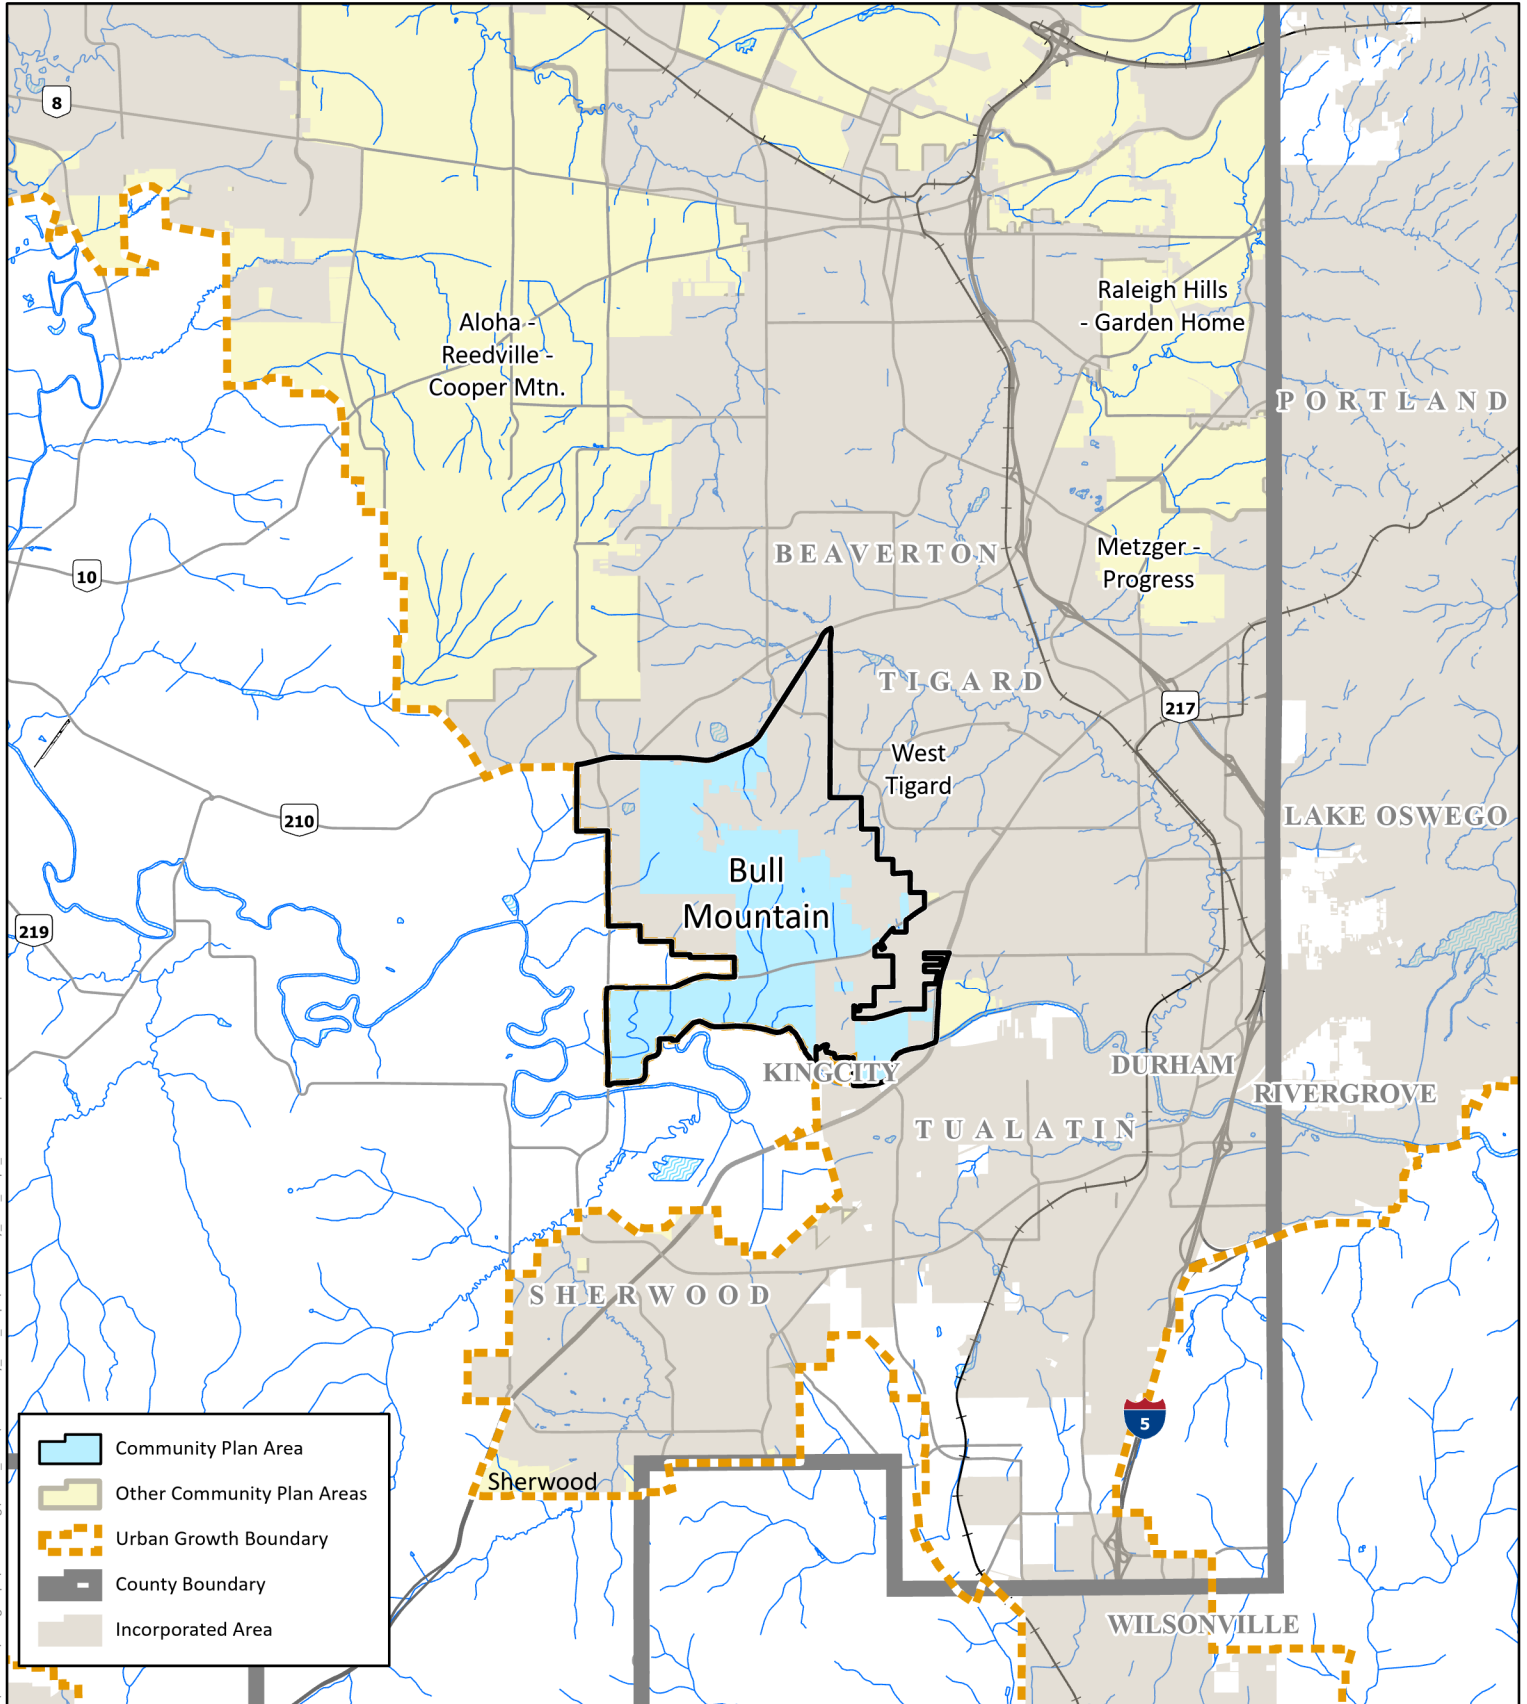 8
Raleigh Hills
- Garden Home
Aloha -
Reedville -
Cooper Mtn.
PORTLAND
BEAVERTON
Metzger -
Progress
10
TIGARD
217
West
Tigard
210
LAKE OSWEGO
Bull
Mountain
219
KINGCITY
DURHAM
RIVERGROVE
TUALATIN
SHERWOOD
5
Sherwood
Community Plan Area
Other Community Plan Areas
Urban Growth Boundary
County Boundary
Incorporated Area
WILSONVILLE